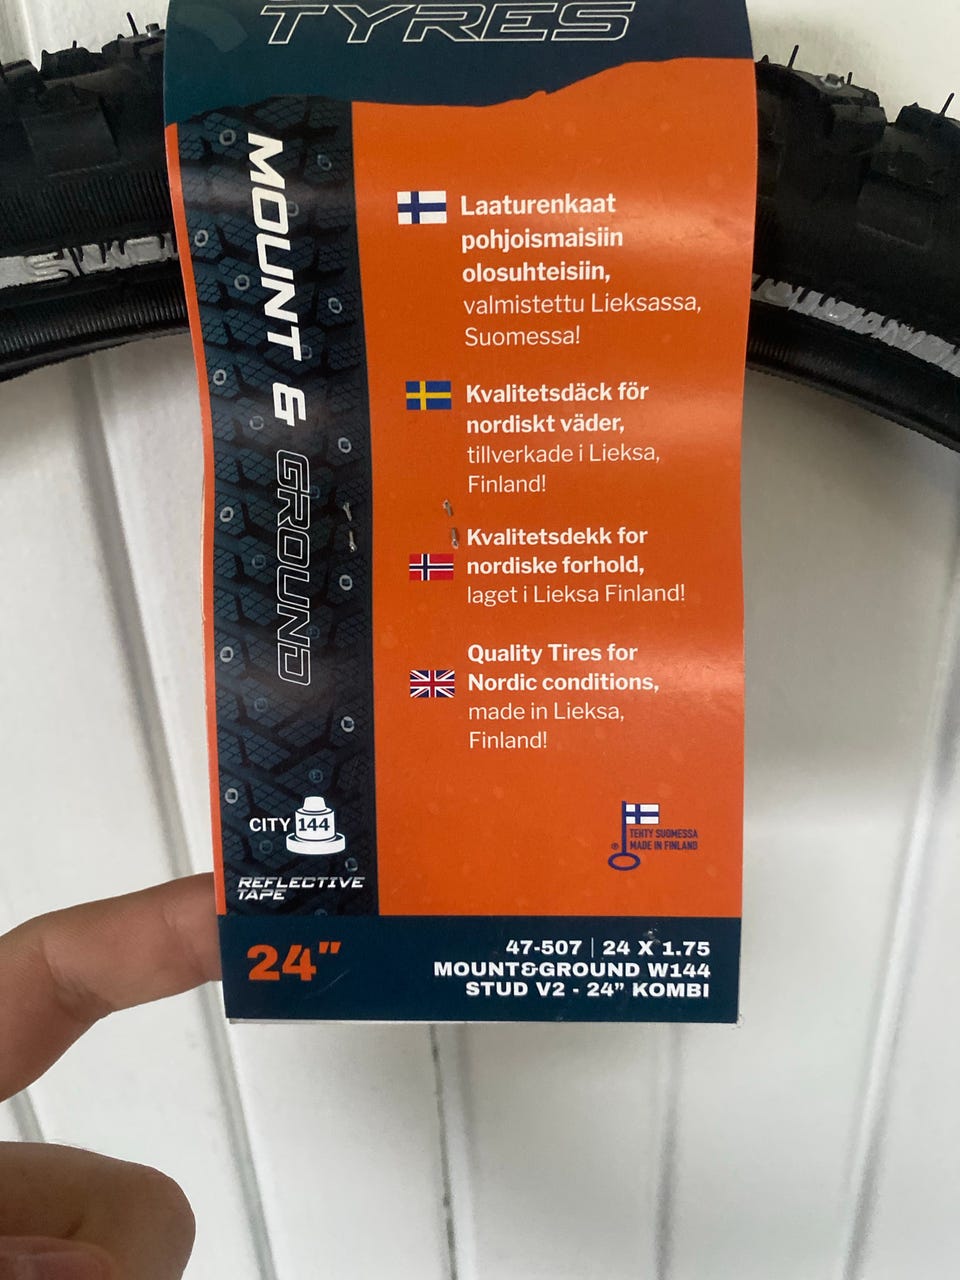 TYRES
MOUNT & GROUND
Laaturenkaat
pohjoismaisiin
olosuhteisiin,
valmistettu Lieksassa,
Suomessa!
Kvalitetsdäck för
nordiskt väder,
tillverkade i Lieksa,
Finland!
Kvalitetsdekk for
nordiske forhold,
laget i Lieksa Finland!
Quality Tires for
Nordic conditions,
made in Lieksa,
Finland!
CITY 144
REFLECTIVE
TAPE
TEHTY SUOMESSA
® MADE IN FINLAND
24"
47-507 | 24 X 1.75
MOUNT&GROUND W144
STUD V2 - 24” KOMBI